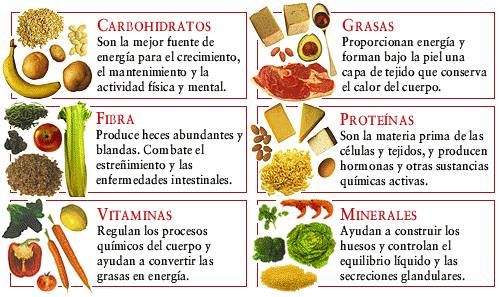 CARBOHIDRATOS
Son la mejor fuente de
energía para el crecimiento,
el mantenimiento y la
actividad física y mental.
GRASAS
Proporcionan energía y
forman bajo la piel una
capa de tejido que conserva
el calor del cuerpo.
FIBRA
Produce heces abundantes y
blandas. Combate el
estreñimiento y las
enfermedades intestinales.
PROTEÍNAS
Son la materia prima de las
células y tejidos, y producen
hormonas y otras sustancias
químicas activas.
VITAMINAS
Regulan los procesos
químicos del cuerpo y
ayudan a convertir las
grasas en energía.
MINERALES
Ayudan a construir los
huesos y controlan el
equilibrio líquido y las
secreciones glandulares.